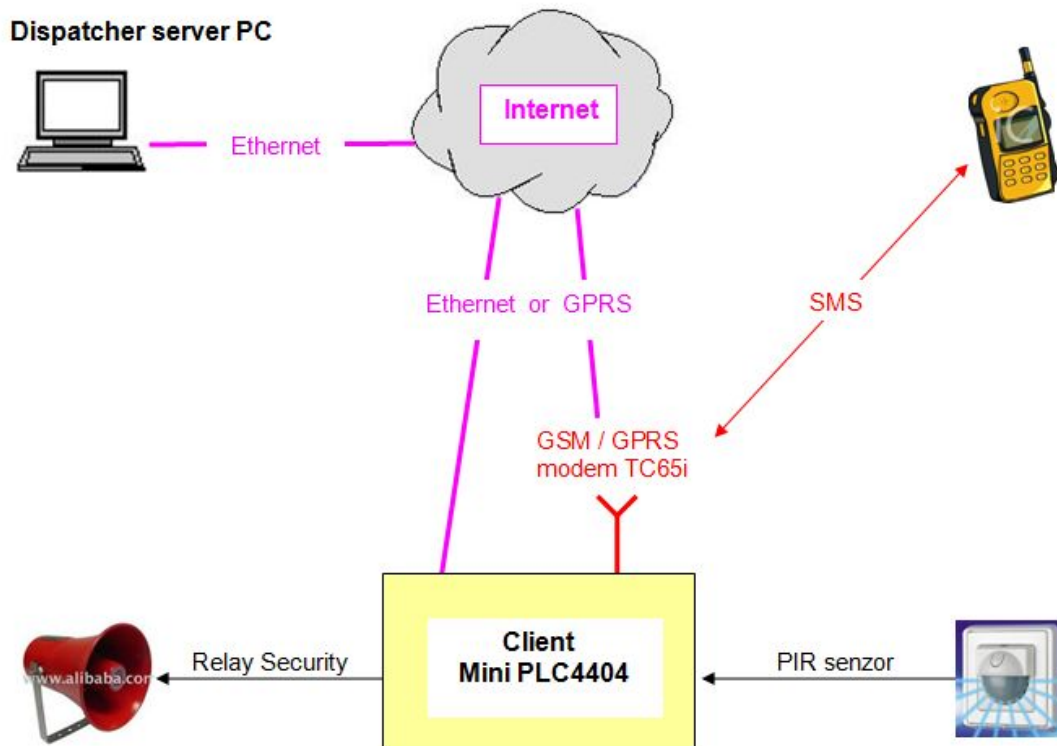 Dispatcher server PC
Internet
Ethernet
Ethernet or GPRS
SMS
GSM / GPRS
modem TC65i
Client
Mini PLC4404
Relay Security
PIR senzor
www.alibaba.com